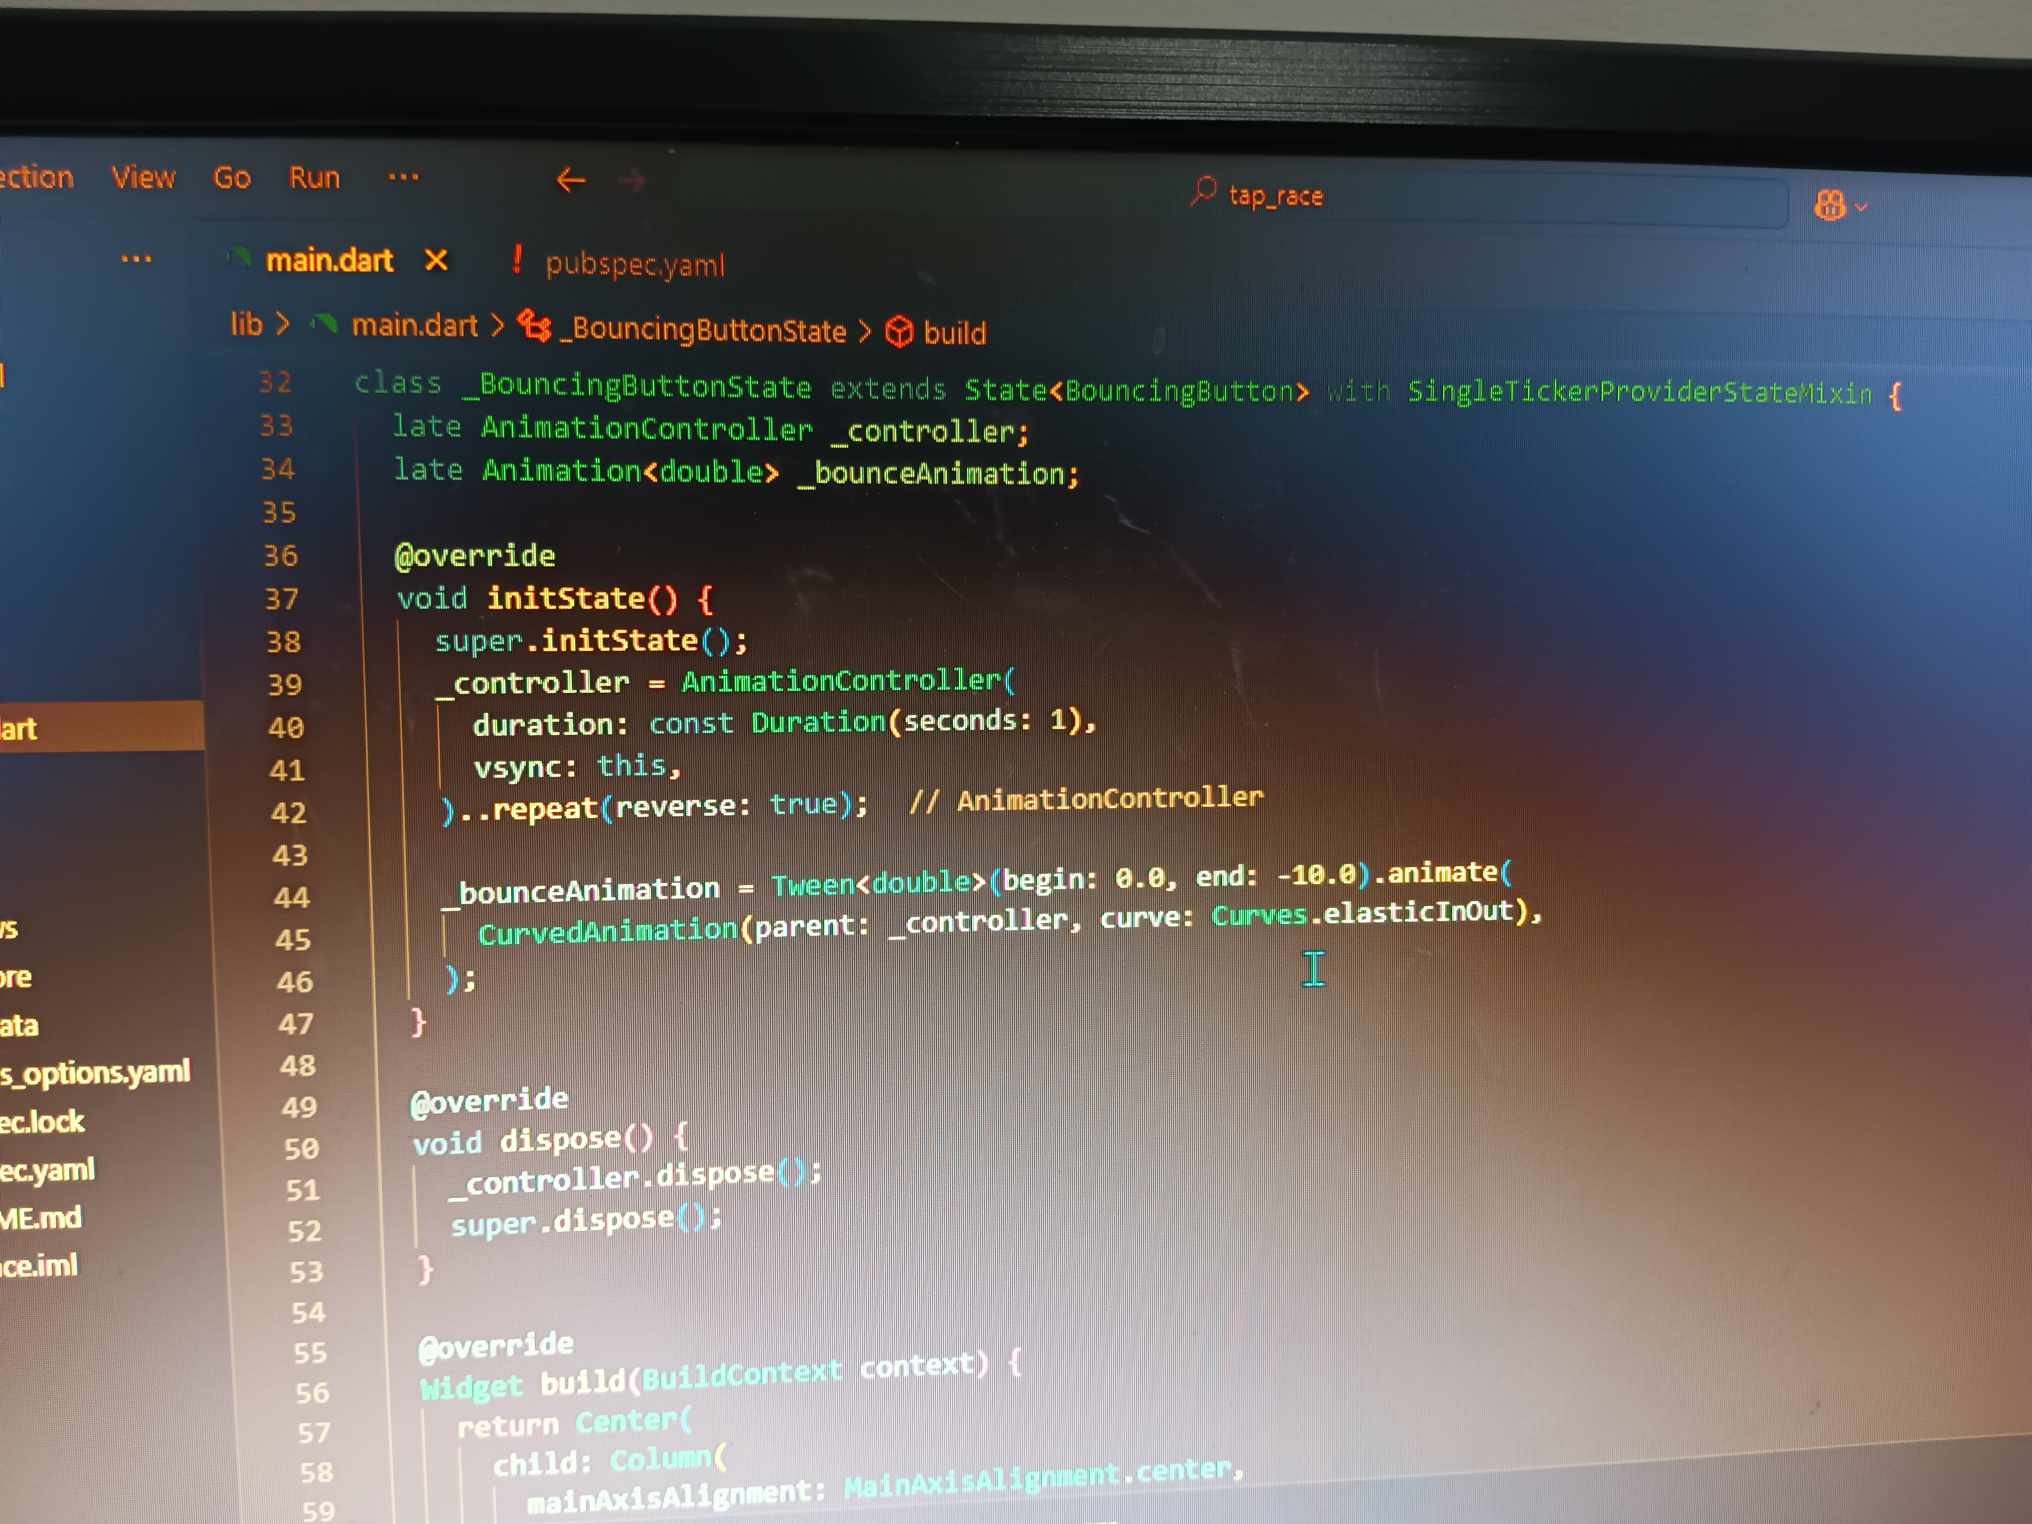 View Go Run ...
tap_race
... main.dart × ! pubspec.yaml
lib > main.dart > _BouncingButtonState > build
32 class _BouncingButtonState extends State<BouncingButton> with SingleTickerProviderStateMixin {
33 late AnimationController _controller;
34 late Animation<double> _bounceAnimation;
35
36 @override
37 void initState() {
38 super.initState();
39 _controller = AnimationController(
40 duration: const Duration(seconds: 1),
41 vsync: this,
42 )..repeat(reverse: true); // AnimationController
43
44 _bounceAnimation = Tween<double>(begin: 0.0, end: -10.0).animate(
45 CurvedAnimation(parent: _controller, curve: Curves.elasticInOut),
46 );
47 }
48
49 @override
50 void dispose() {
51 _controller.dispose();
52 super.dispose();
53 }
54
55 @override
56 Widget build(BuildContext context) {
57 return Center(
58 child: Column(
59 mainAxisAlignment: MainAxisAlignment.center,
art
ore
ata
s_options.yaml
ec.lock
ec.yaml
ME.md
ce.iml